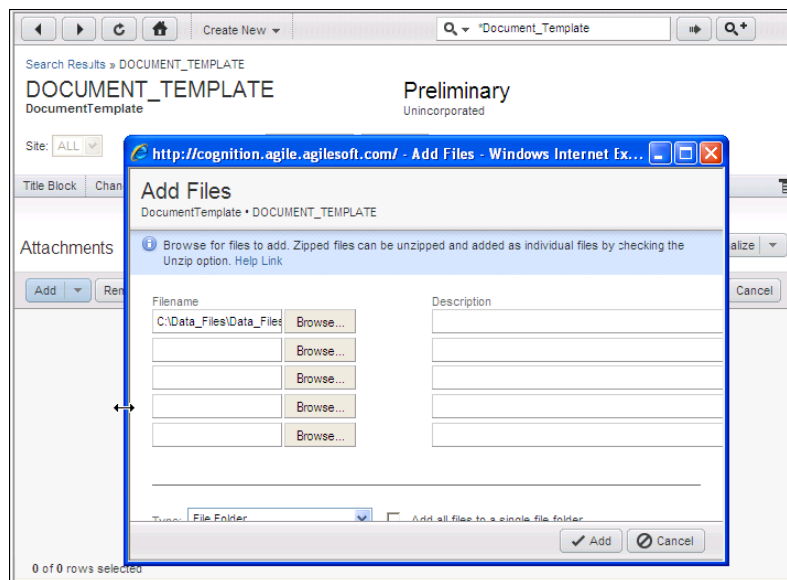 Create New
*Document_Template
Search Results » DOCUMENT_TEMPLATE
DOCUMENT_TEMPLATE
DocumentTemplate
Preliminary
Unincorporated
Site: ALL
Title Block
Attachments
Add
Cancel
http://cognition.agile.agilesoft.com/ - Add Files - Windows Internet Ex...
Add Files
DocumentTemplate • DOCUMENT_TEMPLATE
Browse for files to add. Zipped files can be unzipped and added as individual files by checking the
Unzip option. Help Link
Filename Description
C:\Data_Files\Data_Files Browse...
Browse...
Browse...
Browse...
Browse...
Type: File Folder Add all files to a single file folder
Add Cancel
0 of 0 rows selected